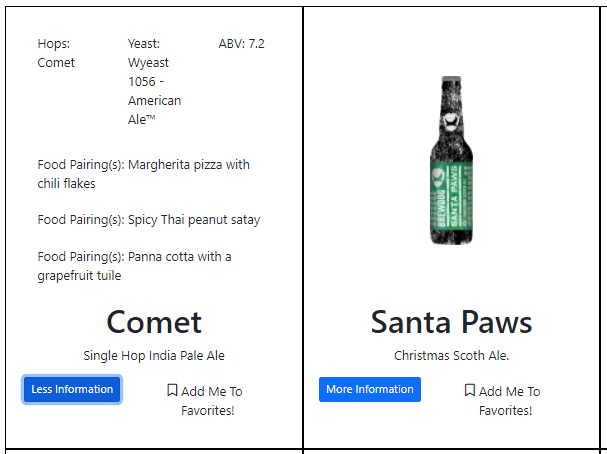 Hops:
Comet
Yeast:
Wyeast
1056 -
American
Ale™
ABV: 7.2
Food Pairing(s): Margherita pizza with
chili flakes
Food Pairing(s): Spicy Thai peanut satay
Food Pairing(s): Panna cotta with a
grapefruit tuile
Comet
Single Hop India Pale Ale
Less Information
Add Me To
Favorites!
BREWDOG
SANTA PAWS
Santa Paws
Christmas Scoth Ale.
More Information
Add Me To
Favorites!